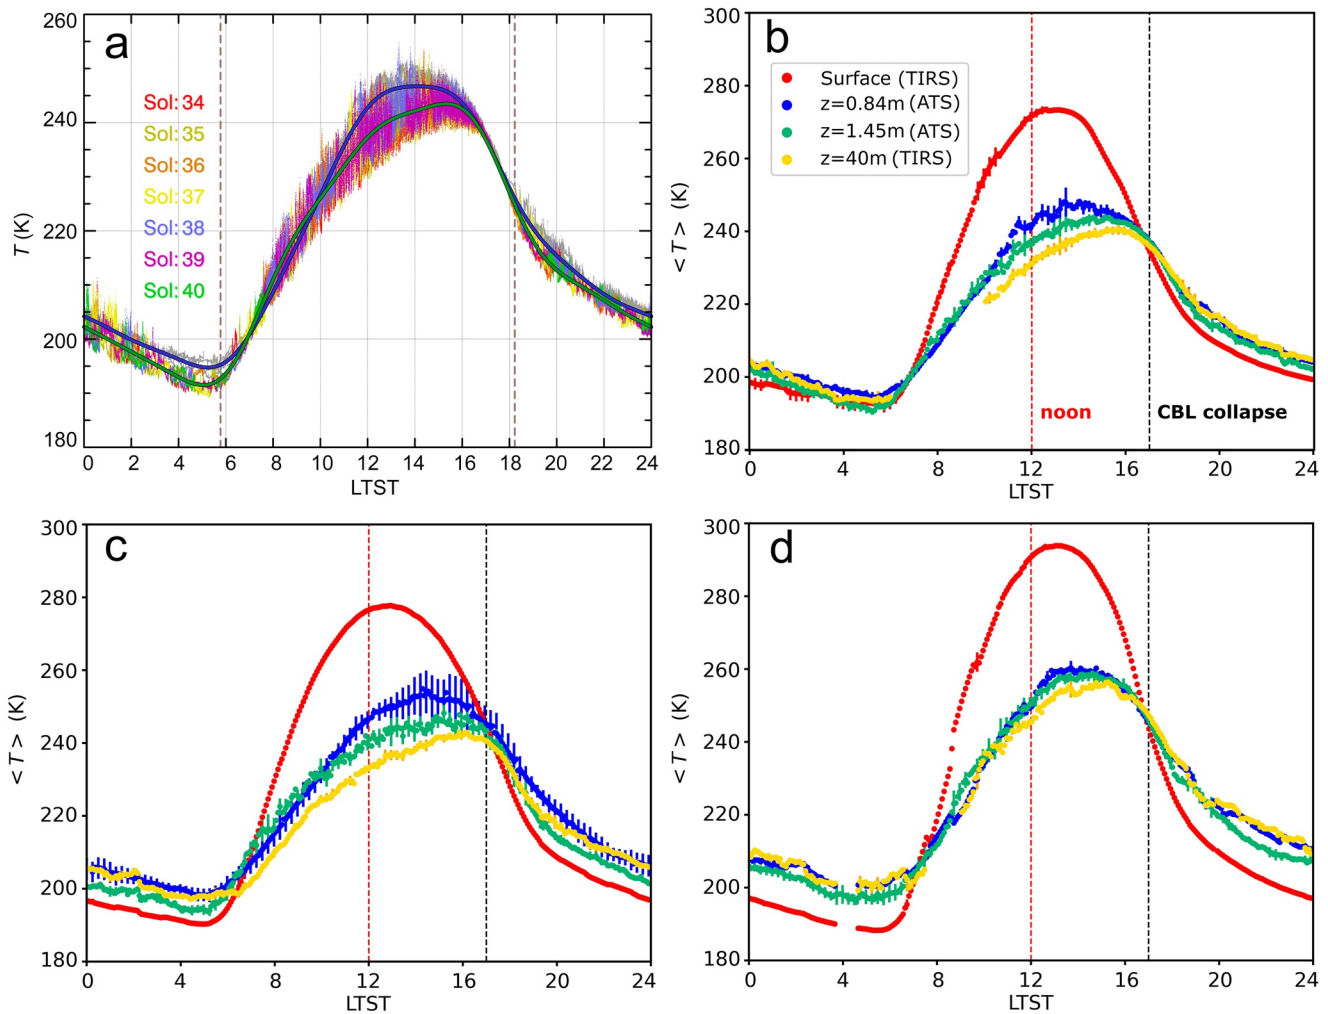 a
260
240
220
200
180
T (K)
Sol: 34
Sol: 35
Sol: 36
Sol: 37
Sol: 38
Sol: 39
Sol: 40
0 2 4 6 8 10 12 14 16 18 20 22 24
LTST
b
300
280
260
240
220
200
180
< T > (K)
Surface (TIRS)
z=0.84m (ATS)
z=1.45m (ATS)
z=40m (TIRS)
noon
CBL collapse
0 4 8 12 16 20 24
LTST
c
300
280
260
240
220
200
180
< T > (K)
0 4 8 12 16 20 24
LTST
d
300
280
260
240
220
200
180
< T > (K)
0 4 8 12 16 20 24
LTST